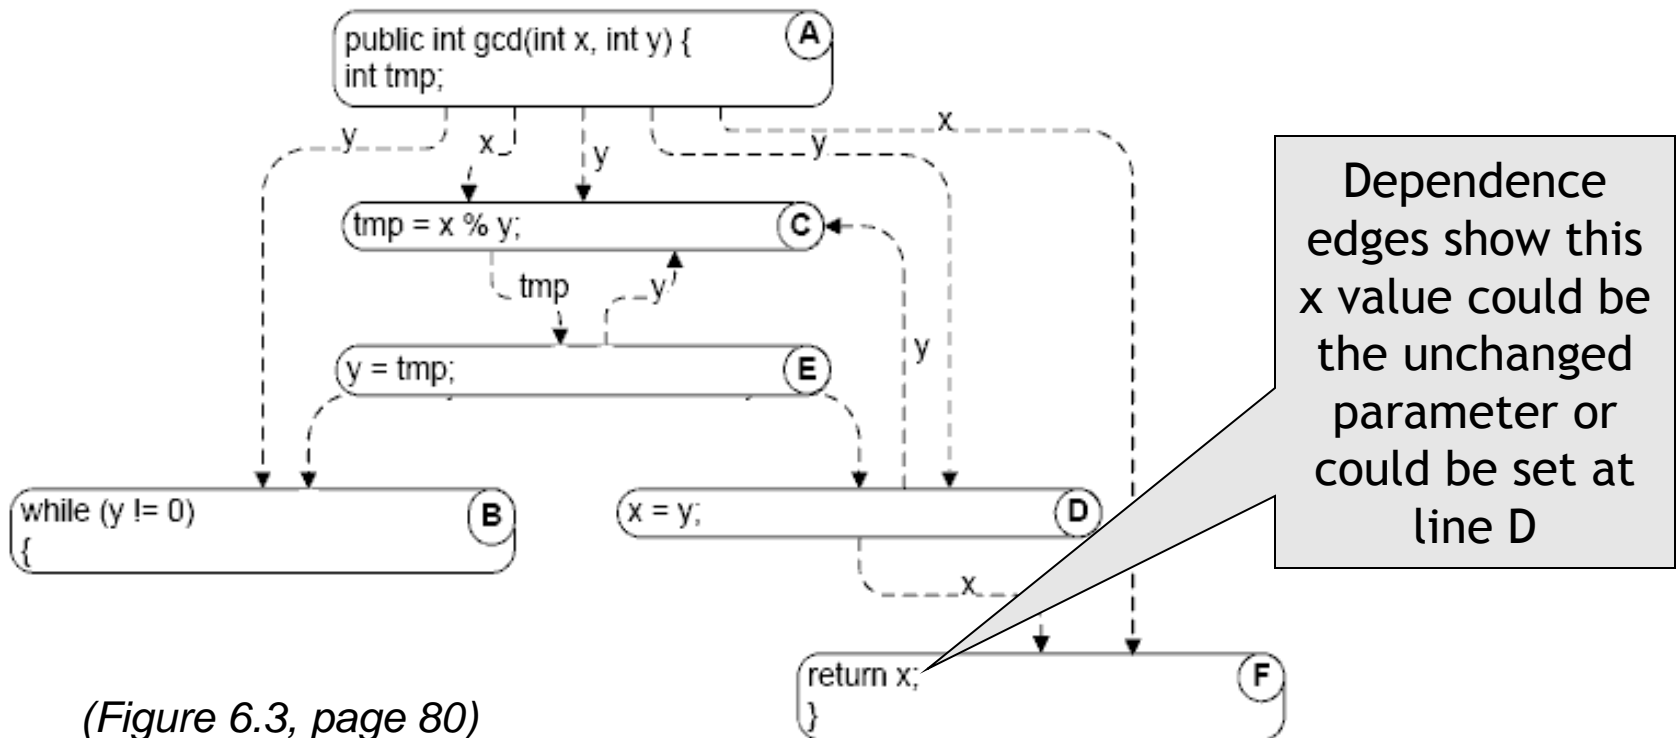 public int gcd(int x, int y) {
int tmp;
A
y
x
y
y
x
tmp = x % y;
C
tmp
y
y = tmp;
E
y
while (y != 0)
{
B
x = y;
D
x
return x;
}
F
Dependence
edges show this
x value could be
the unchanged
parameter or
could be set at
line D
(Figure 6.3, page 80)